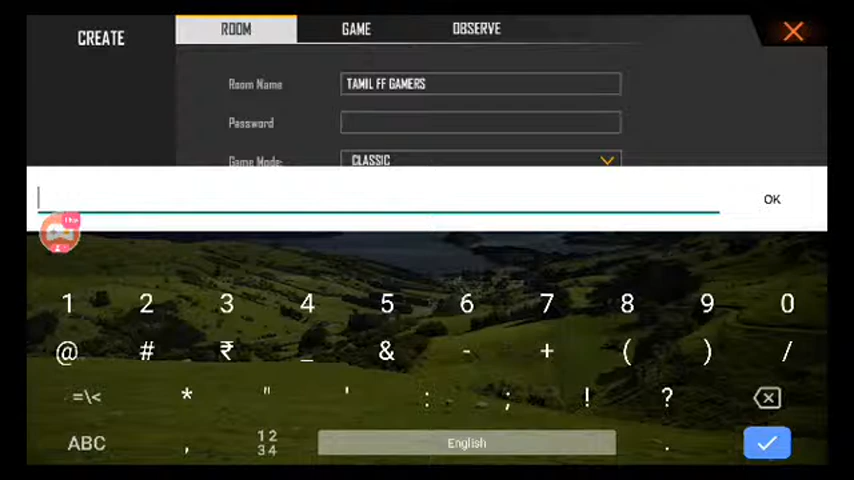 CREATE
ROOM
GAME
OBSERVE
Room Name
TAMIL FF GAMERS
Password
Game Mode:
CLASSIC
OK
1 2 3 4 5 6 7 8 9 0
@ # ₹ _ & - + ( ) /
=\< * " ' : ; ! ?
ABC , 12 34 English .